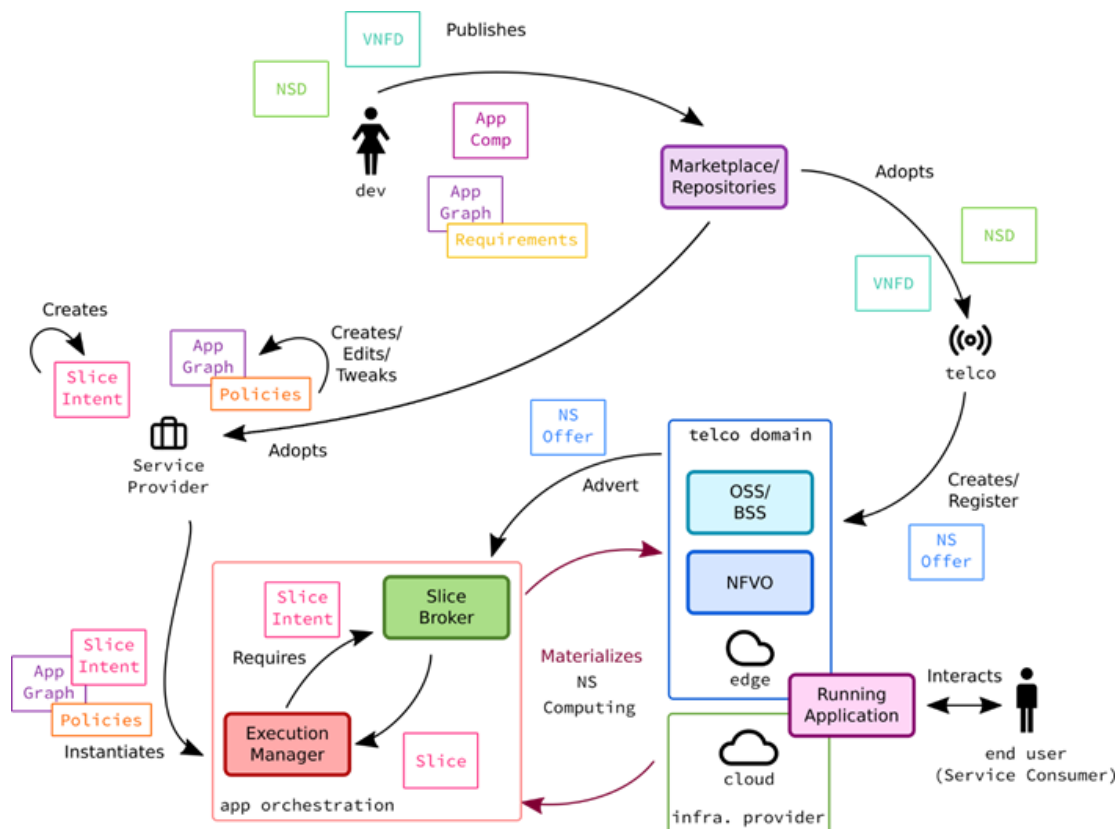 VNFD
Publishes
NSD
App
Comp
dev
App
Graph
Requirements
Marketplace/
Repositories
Adopts
NSD
VNFD
telco
Creates
Slice
Intent
App
Graph
Policies
Creates/
Edits/
Tweaks
Service
Provider
Adopts
NS
Offer
Advert
telco domain
OSS/
BSS
NFVO
edge
Creates/
Register
NS
Offer
Slice
Intent
App
Graph
Policies
Instantiates
Slice
Intent
Requires
Slice
Broker
Execution
Manager
Slice
app orchestration
Materializes
NS
Computing
Running
Application
Interacts
end user
(Service Consumer)
cloud
infra. provider